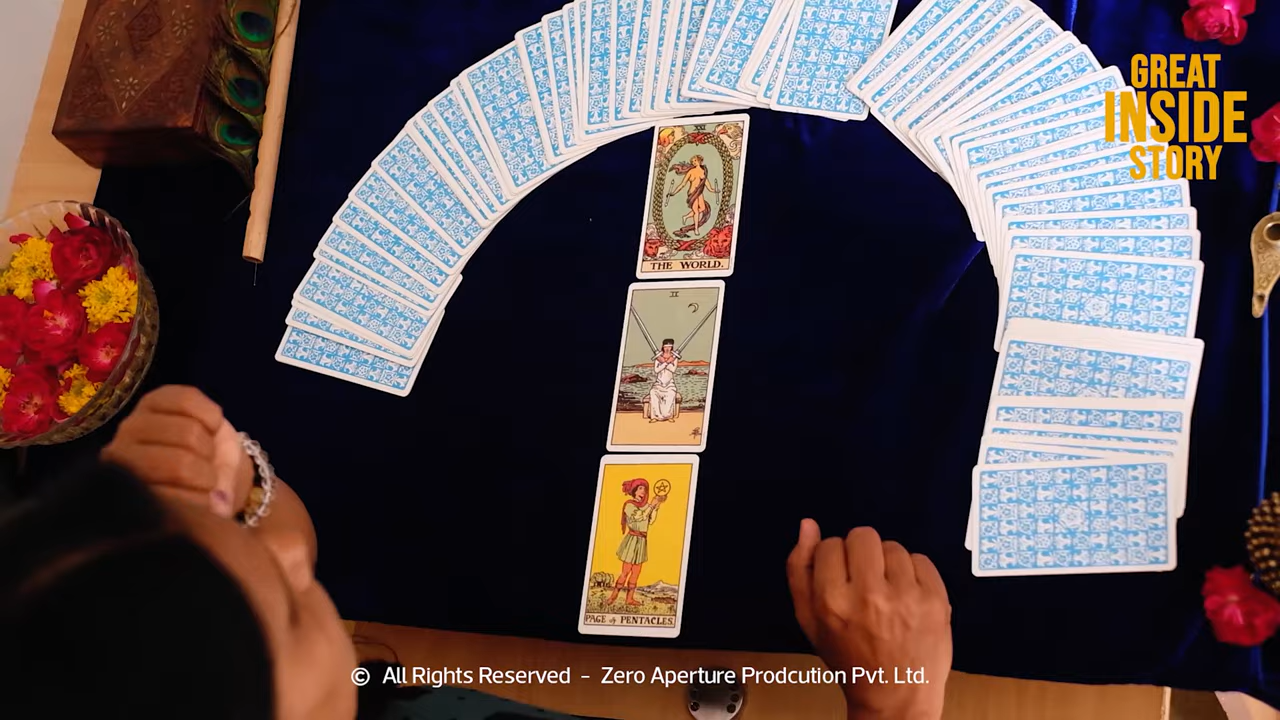 GREAT
INSIDE
STORY
XXI
THE WORLD.
II
PAGE of PENTACLES.
© All Rights Reserved - Zero Aperture Prodcution Pvt. Ltd.